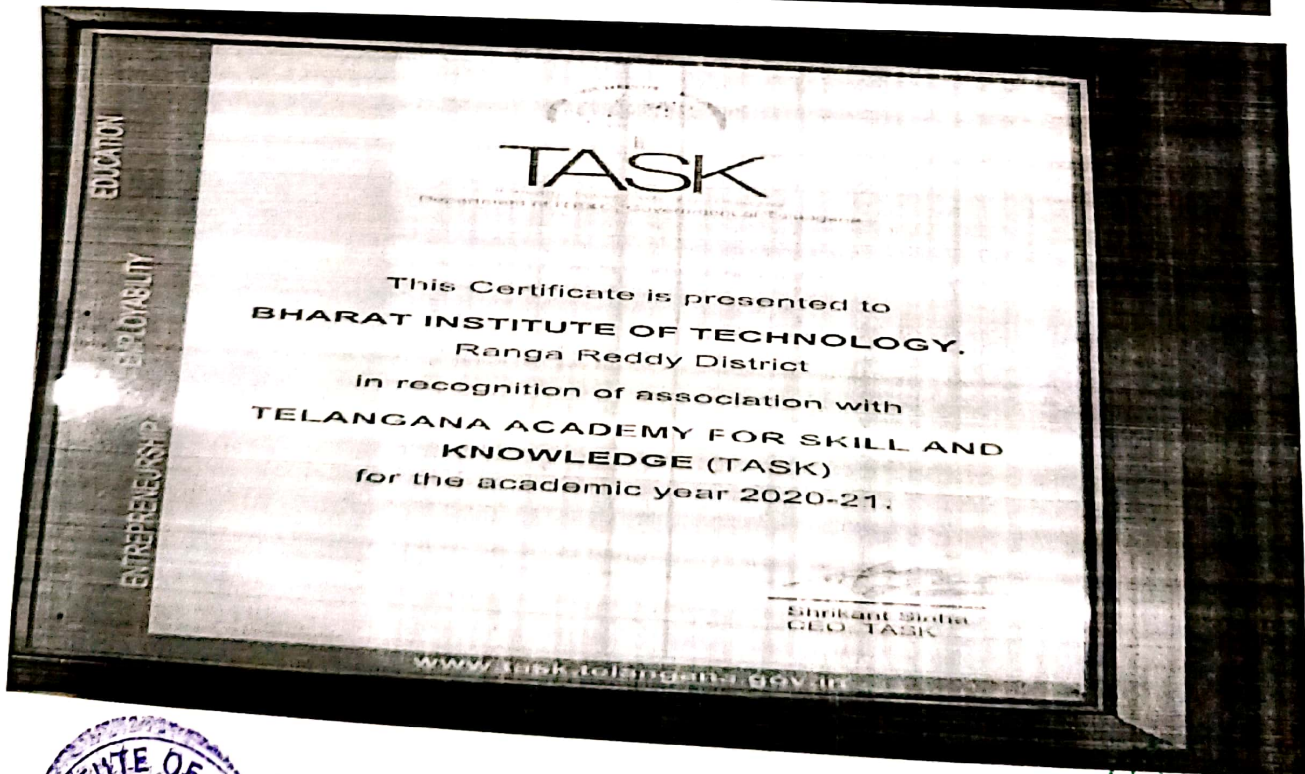 EDUCATION
EMPLOYABILITY
ENTREPRENEURSHIP
TASK
This Certificate is presented to
BHARAT INSTITUTE OF TECHNOLOGY.
Ranga Reddy District
in recognition of association with
TELANGANA ACADEMY FOR SKILL AND
KNOWLEDGE (TASK)
for the academic year 2020-21.
Shrikant Sinha
CEO TASK
www.task.telangana.gov.in
OF